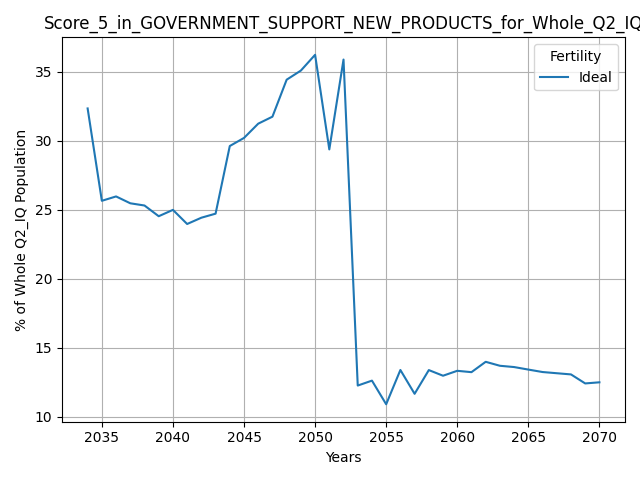 Score_5_in_GOVERNMENT_SUPPORT_NEW_PRODUCTS_for_Whole_Q2_IQ
Fertility
Ideal
% of Whole Q2_IQ Population
35
30
25
20
15
10
2035 2040 2045 2050 2055 2060 2065 2070
Years